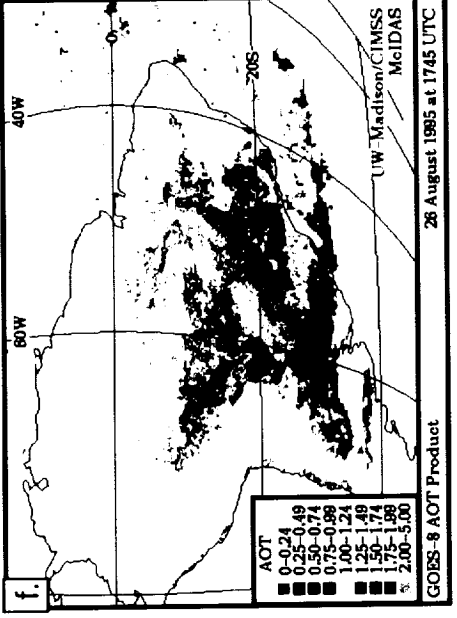 f.
40W
0
60W
20S
UW-Madison/CIMSS
McIDAS
AOT
0-0.24
0.25-0.49
0.50-0.74
0.75-0.99
1.00-1.24
1.25-1.49
1.50-1.74
1.75-1.99
2.00-5.00
GOES-8 AOT Product
26 August 1995 at 1745 UTC